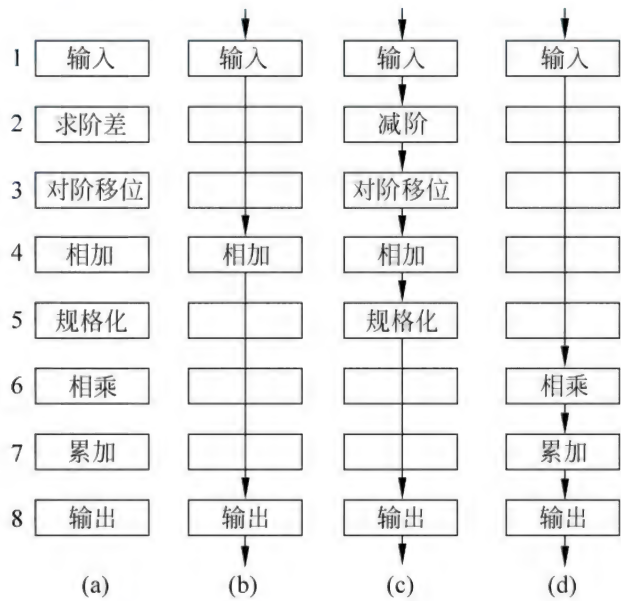 1 输入 输入 输入 输入
2 求阶差 减阶
3 对阶移位 对阶移位
4 相加 相加 相加
5 规格化 规格化
6 相乘 相乘
7 累加 累加
8 输出 输出 输出 输出
(a) (b) (c) (d)